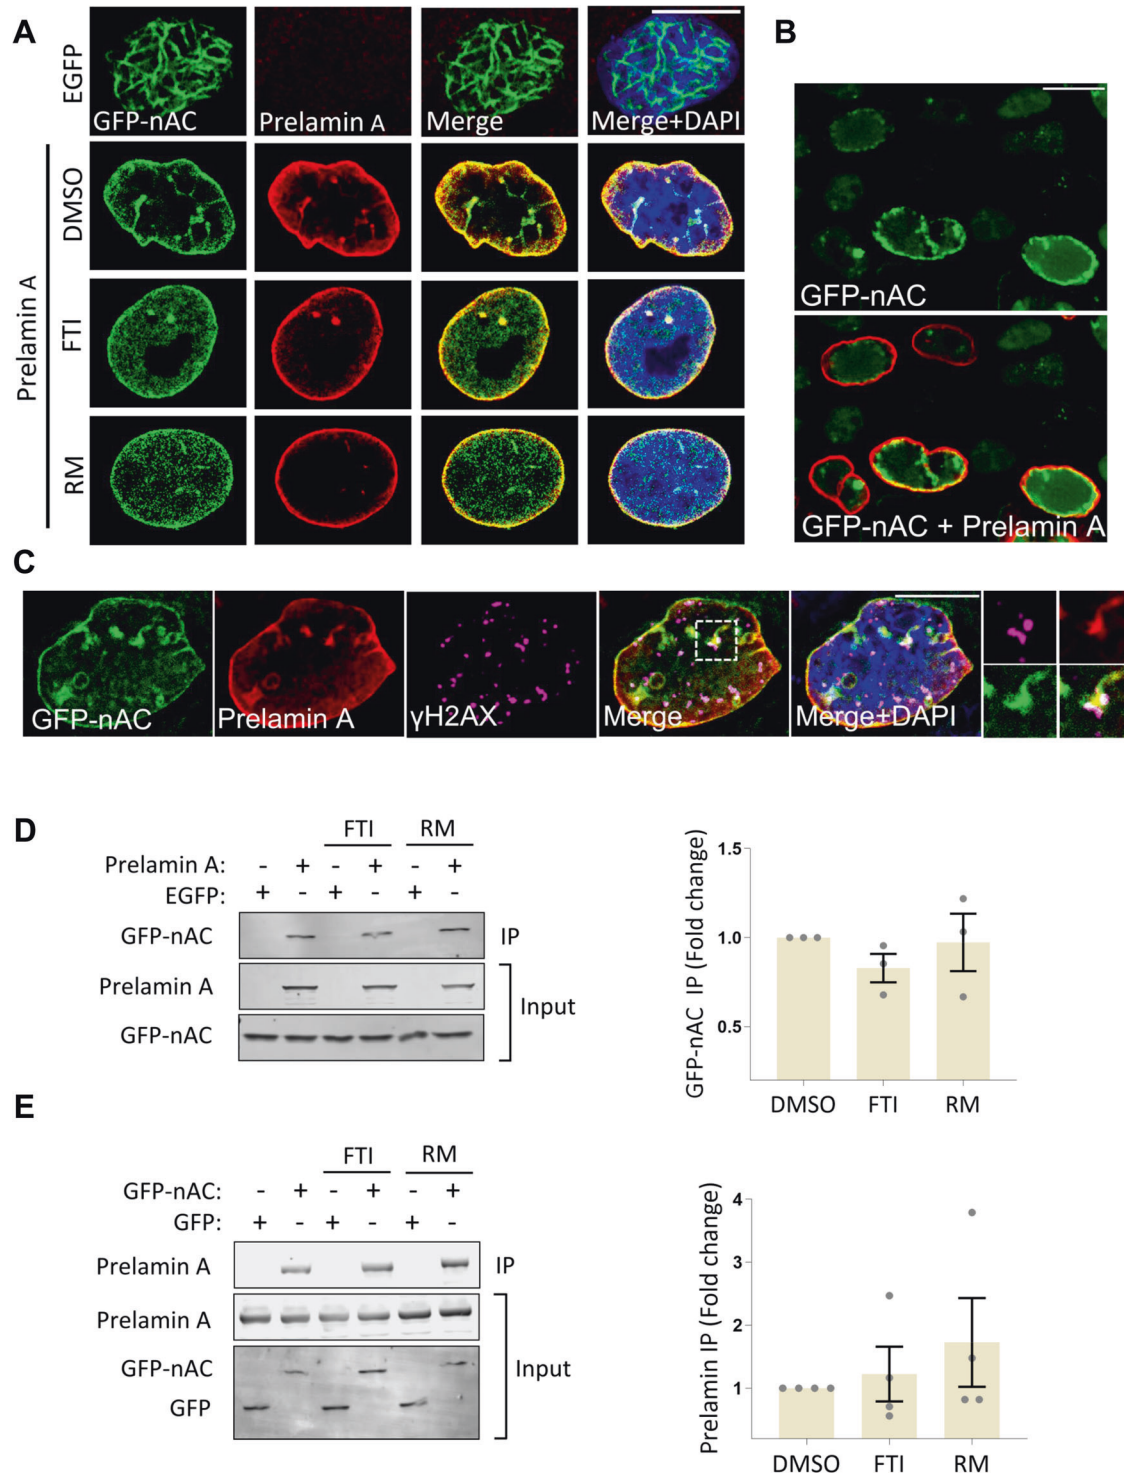 A
B
EGFP
GFP-nAC
Prelamin A
Merge
Merge+DAPI
Prelamin A
DMSO
FTI
RM
GFP-nAC
GFP-nAC + Prelamin A
C
GFP-nAC
Prelamin A
γH2AX
Merge
Merge+DAPI
D
FTI RM
Prelamin A: - + - + - +
EGFP: + - + - + -
GFP-nAC IP
Prelamin A
GFP-nAC
Input
GFP-nAC IP (Fold change)
1.5
1.0
0.5
DMSO FTI RM
E
FTI RM
GFP-nAC: - + - + - +
GFP: + - + - + -
Prelamin A IP
Prelamin A
GFP-nAC
GFP
Input
Prelamin IP (Fold change)
4
3
2
1
DMSO FTI RM